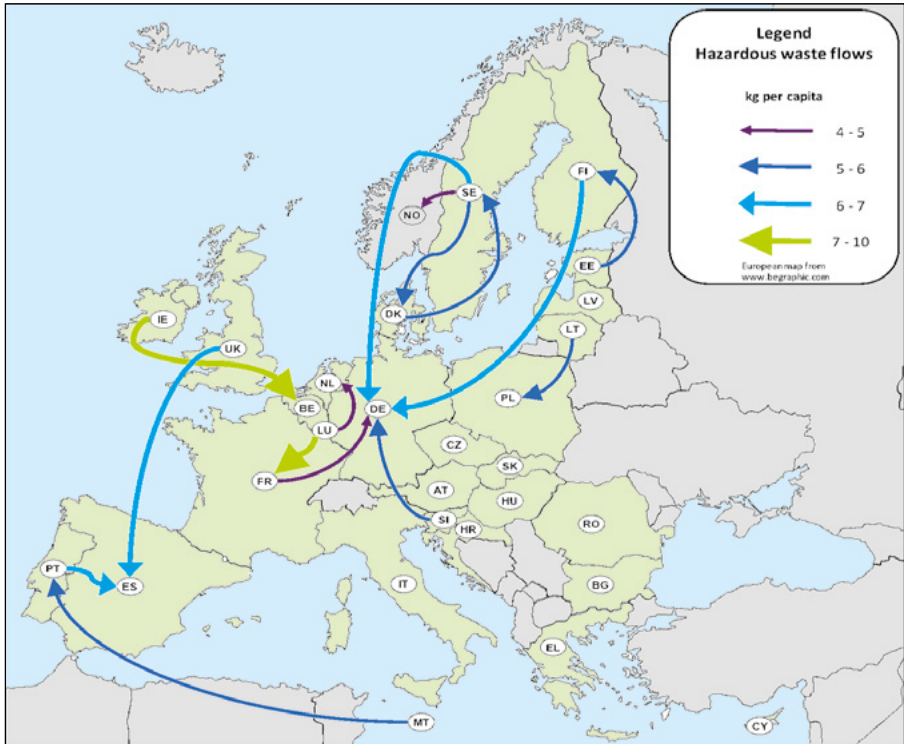 Legend
Hazardous waste flows
kg per capita
4 - 5
5 - 6
6 - 7
7 - 10
European map from
www.begraphic.com
FI
SE
NO
EE
LV
DK
IE
LT
UK
NL
PL
BE
DE
LU
CZ
SK
FR
AT
HU
SI
HR
RO
PT
ES
IT
BG
EL
MT
CY